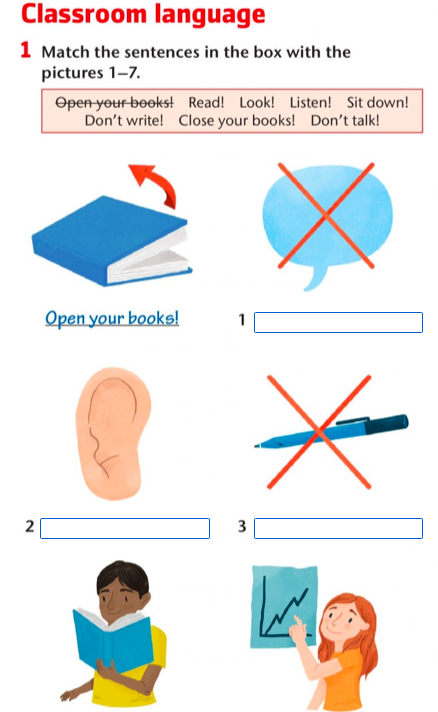 Classroom language
1 Match the sentences in the box with the
pictures 1–7.
Open your books! Read! Look! Listen! Sit down!
Don't write! Close your books! Don't talk!
Open your books!
1
2
3